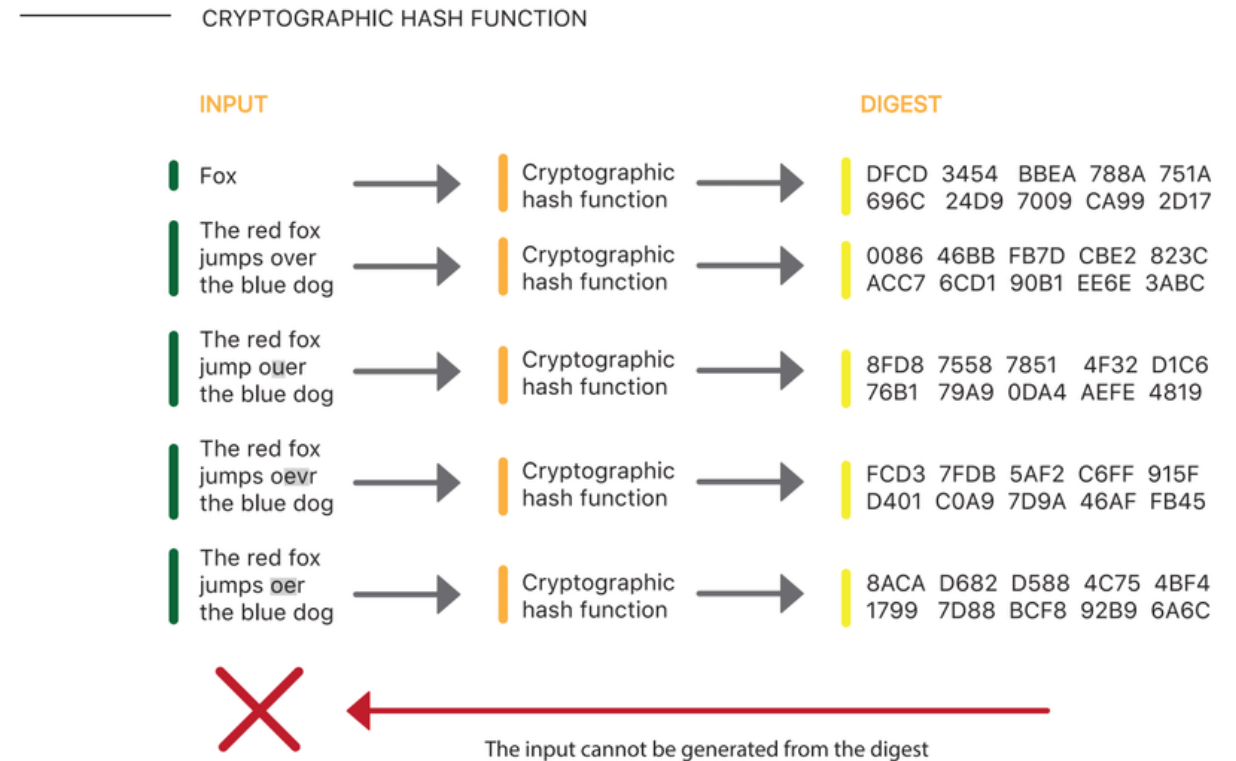 CRYPTOGRAPHIC HASH FUNCTION
INPUT
DIGEST
Fox
Cryptographic
hash function
DFCD 3454 BBEA 788A 751A
696C 24D9 7009 CA99 2D17
The red fox
jumps over
the blue dog
Cryptographic
hash function
0086 46BB FB7D CBE2 823C
ACC7 6CD1 90B1 EE6E 3ABC
The red fox
jump ouer
the blue dog
Cryptographic
hash function
8FD8 7558 7851 4F32 D1C6
76B1 79A9 0DA4 AEFE 4819
The red fox
jumps oevr
the blue dog
Cryptographic
hash function
FCD3 7FDB 5AF2 C6FF 915F
D401 C0A9 7D9A 46AF FB45
The red fox
jumps oer
the blue dog
Cryptographic
hash function
8ACA D682 D588 4C75 4BF4
1799 7D88 BCF8 92B9 6A6C
The input cannot be generated from the digest